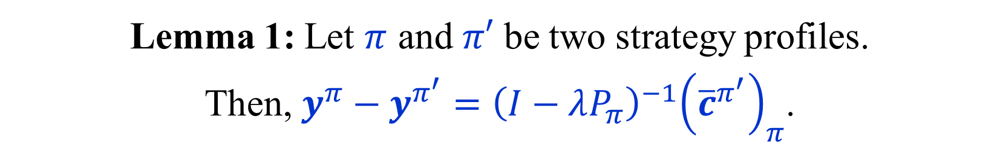 Lemma 1: Let π and π′ be two strategy profiles.
Then, y^π − y^{π′} = (I − λP_π)^{−1}(c̄^{π′})_π.